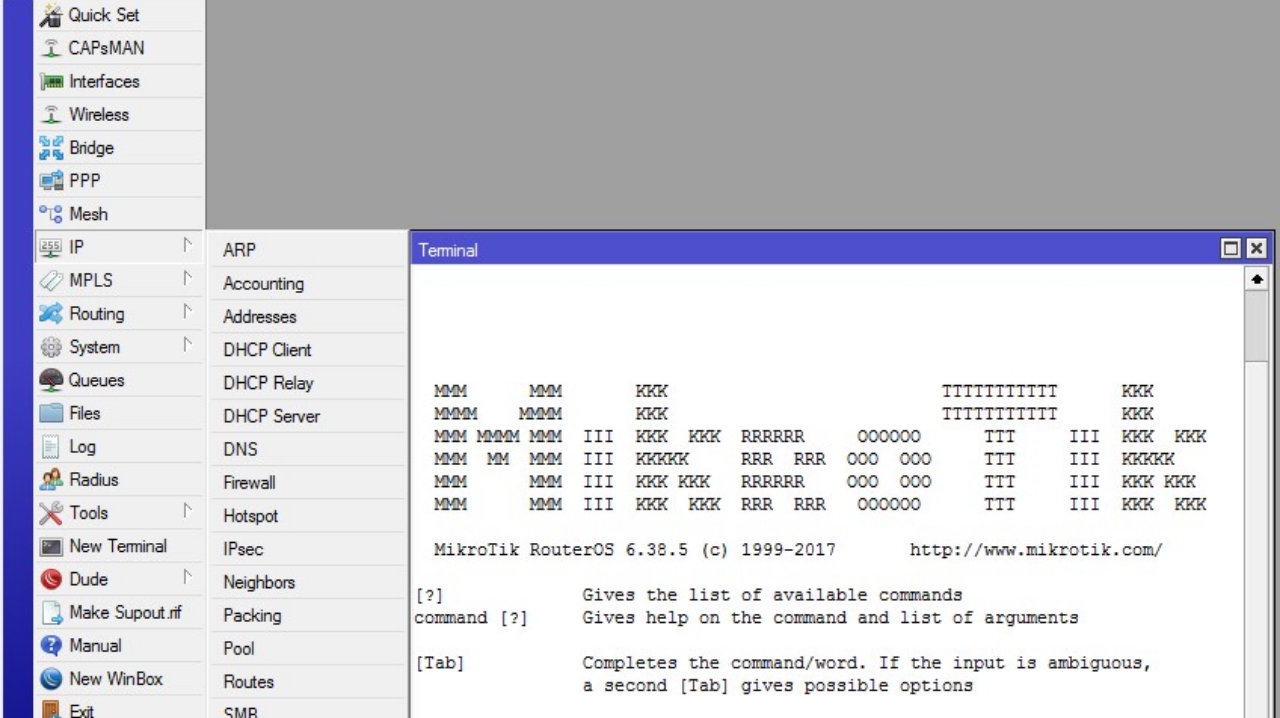 Quick Set
CAPsMAN
Interfaces
Wireless
Bridge
PPP
Mesh
255 IP
MPLS
Routing
System
Queues
Files
Log
Radius
Tools
New Terminal
Dude
Make Supout.rif
Manual
New WinBox
Exit
ARP
Accounting
Addresses
DHCP Client
DHCP Relay
DHCP Server
DNS
Firewall
Hotspot
IPsec
Neighbors
Packing
Pool
Routes
SMB
Terminal
MMM      MMM       KKK                          TTTTTTTTTTT      KKK
MMMM    MMMM       KKK                          TTTTTTTTTTT      KKK
MMM MMMM MMM  III  KKK  KKK  RRRRRR     OOOOOO      TTT     III  KKK  KKK
MMM  MM  MMM  III  KKKKK     RRR  RRR  OOO  OOO     TTT     III  KKKKK
MMM      MMM  III  KKK KKK   RRRRRR    OOO  OOO     TTT     III  KKK KKK
MMM      MMM  III  KKK  KKK  RRR  RRR   OOOOOO      TTT     III  KKK  KKK
MikroTik RouterOS 6.38.5 (c) 1999-2017       http://www.mikrotik.com/
[?]             Gives the list of available commands
command [?]     Gives help on the command and list of arguments
[Tab]           Completes the command/word. If the input is ambiguous,
a second [Tab] gives possible options